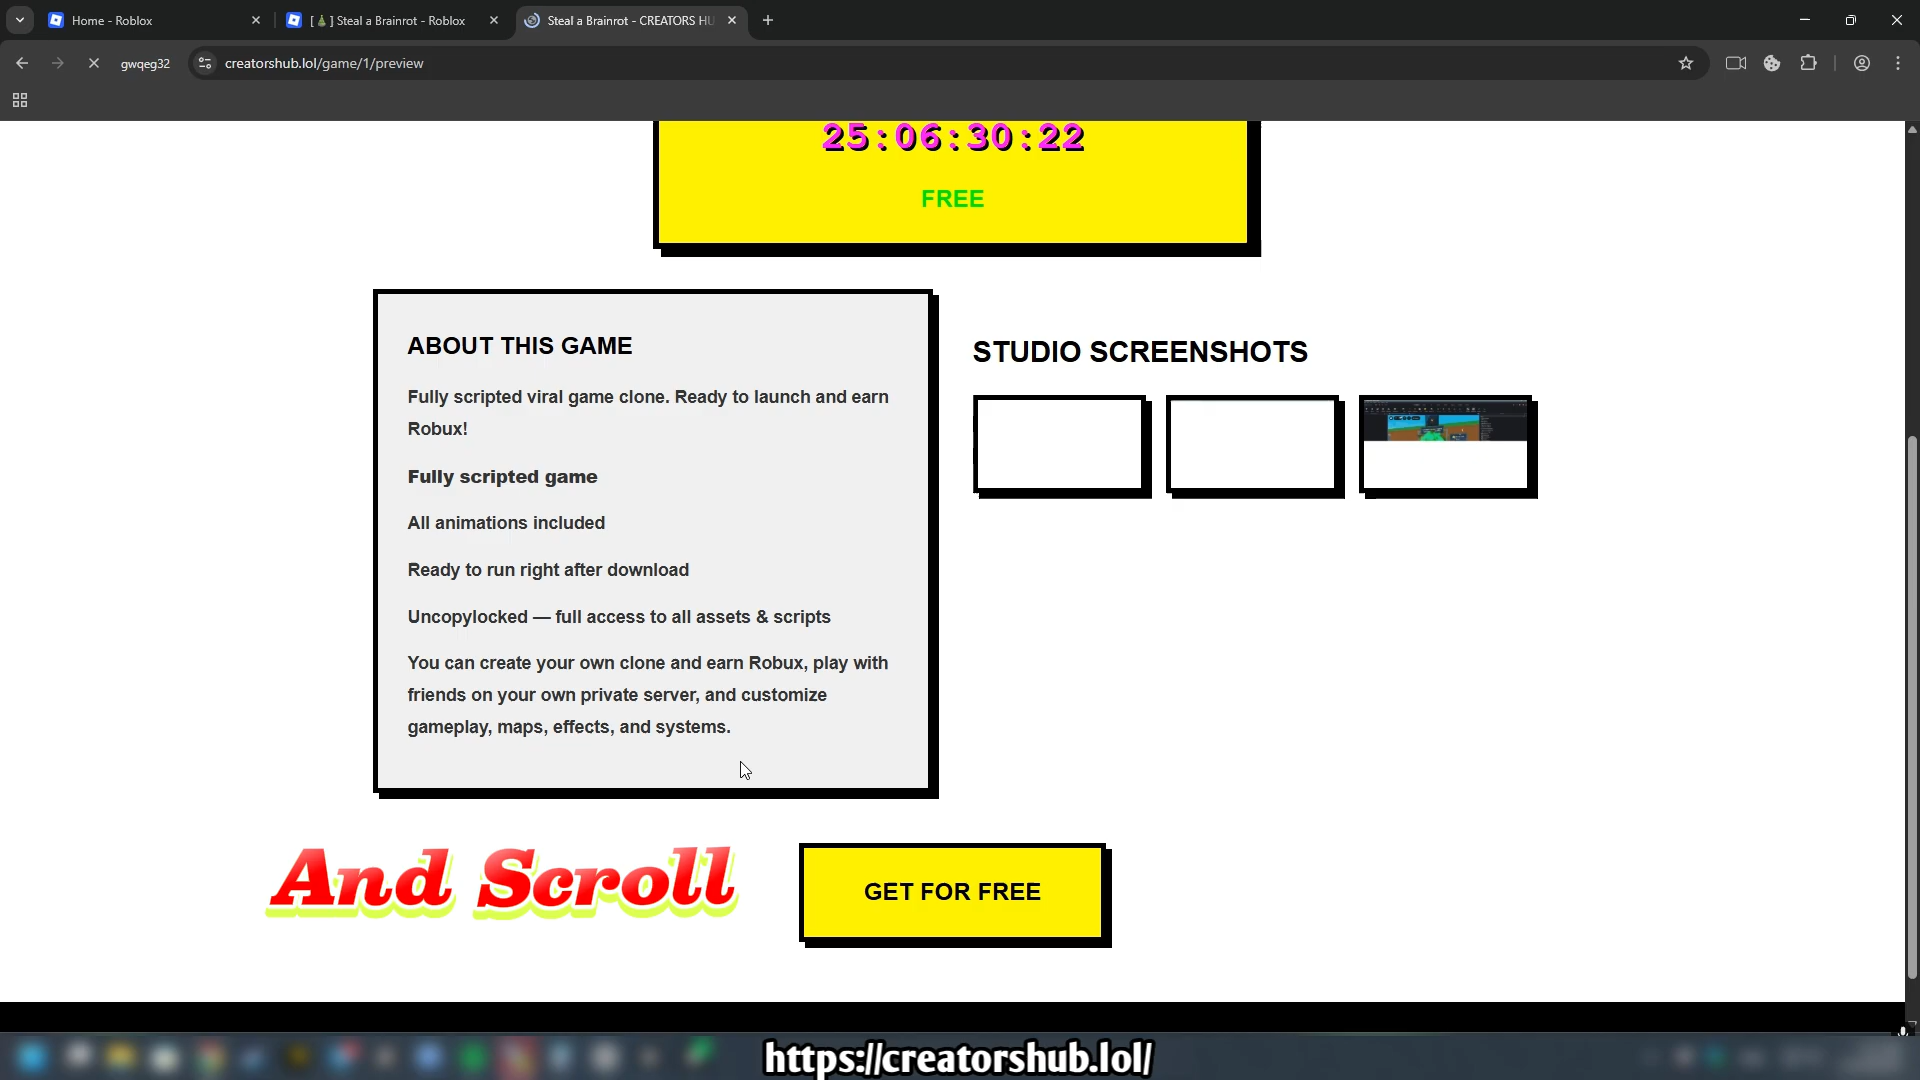 Home - Roblox
[🎄] Steal a Brainrot - Roblox
Steal a Brainrot - CREATORS HU
gwqeg32
creatorshub.lol/game/1/preview
25:06:30:22
FREE
ABOUT THIS GAME
Fully scripted viral game clone. Ready to launch and earn
Robux!
Fully scripted game
All animations included
Ready to run right after download
Uncopylocked — full access to all assets & scripts
You can create your own clone and earn Robux, play with
friends on your own private server, and customize
gameplay, maps, effects, and systems.
STUDIO SCREENSHOTS
And Scroll
GET FOR FREE
https://creatorshub.lol/